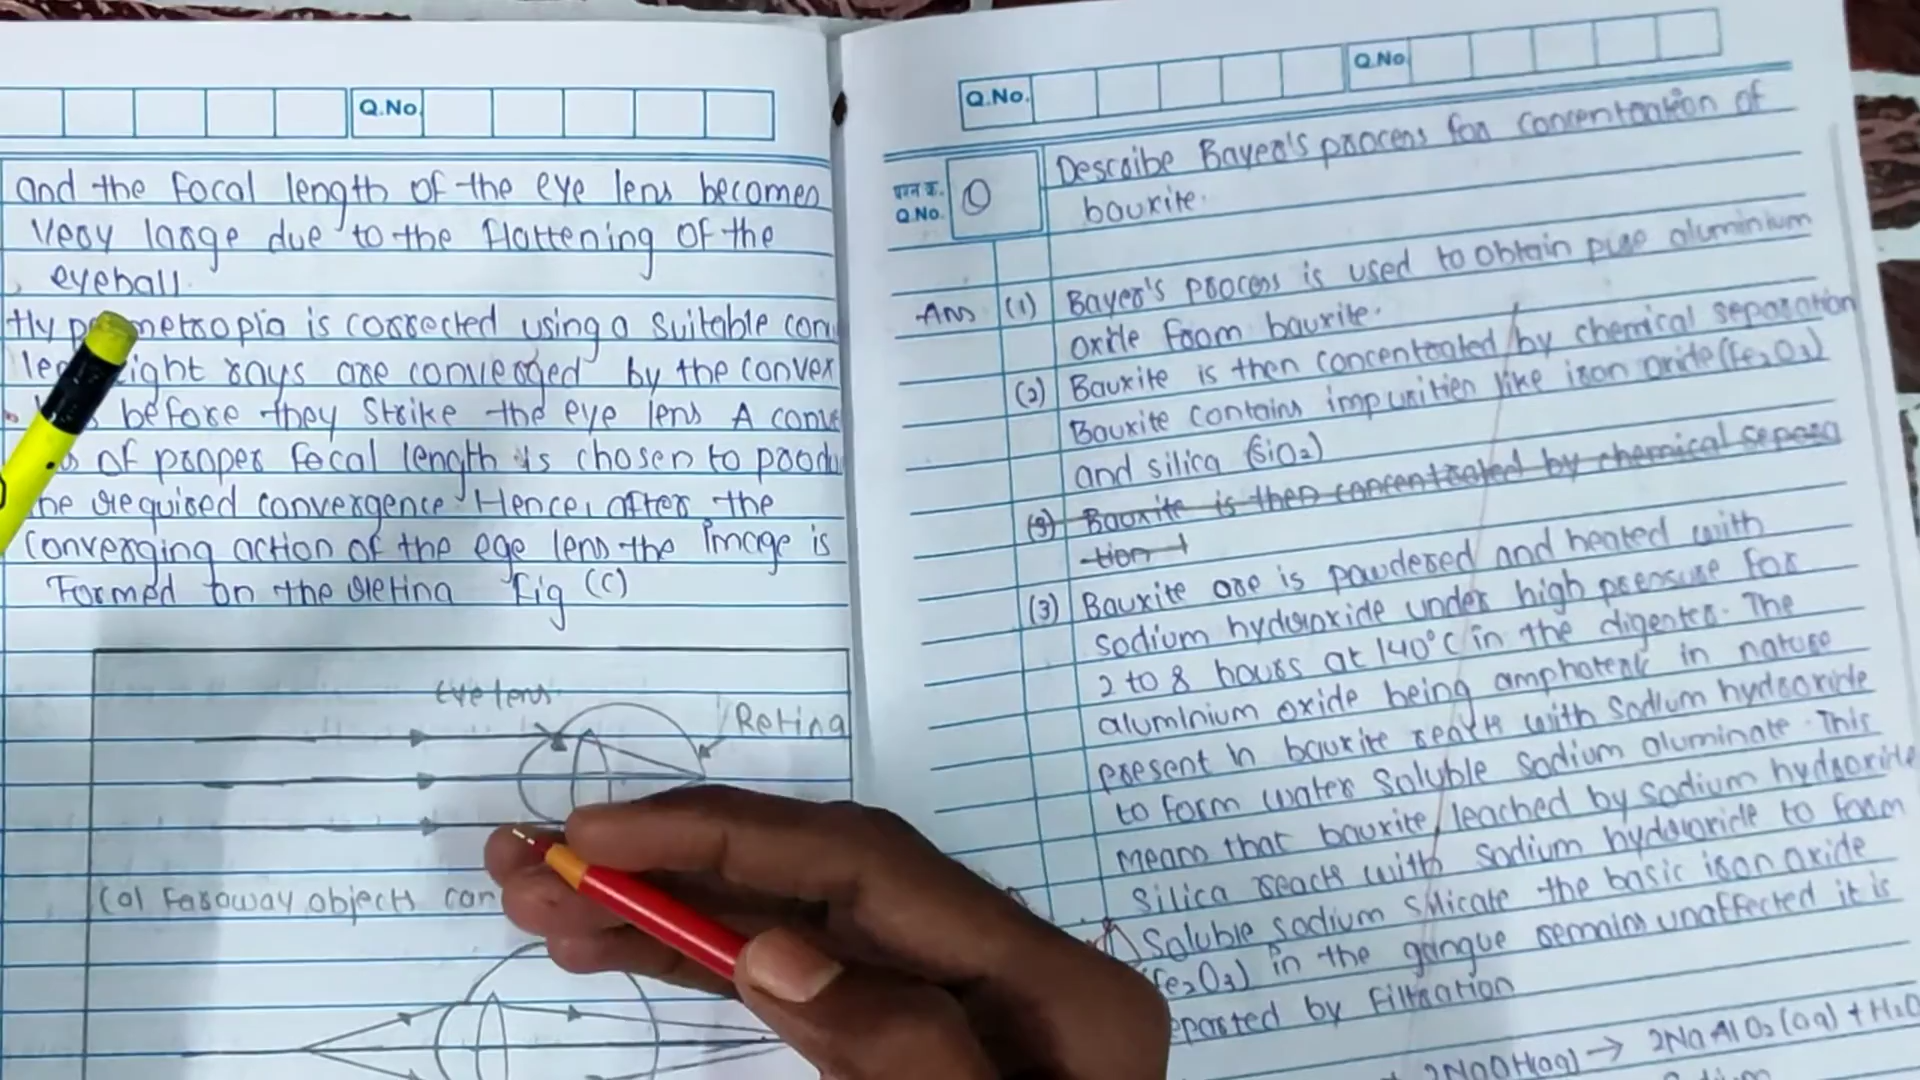 Q.No.
and the focal length of the eye lens becomes
very large due to the flattening of the
eyeball.
metropia is corrected using a suitable con
light rays are converged by the convex
before they strike the eye lens A conve
of proper focal length is chosen to produ
he required convergence. Hence, after the
converging action of the ege lens the image is
Formed on the retina Fig (c)
Eye lens
Retina
(a) Faraway objects can
Q.No.
Q.No.
प्रश्न क्र.
Q.No.
Describe Bayer's process for concentration of
bauxite.
Ans (1) Bayer's process is used to obtain pure aluminium
oxide from bauxite.
(2) Bauxite is then concentrated by chemical separation
Bauxite contains impurities like iron oxide (Fe₂O₃)
and silica (SiO₂)
(3) Bauxite is then concentrated by chemical separa
-tion
(3) Bauxite ore is powdered and heated with
sodium hydroxide under high pressure for
2 to 8 hours at 140°C in the digester. The
aluminium oxide being amphoteric in nature
present in bauxite reacts with sodium hydroxide
to form water soluble sodium aluminate. This
means that bauxite leached by sodium hydroxide
Silica reacts with sodium hydroxide to form
Soluble sodium silicate the basic iron oxide
(Fe₂O₃) in the gangue remains unaffected it is
eparted by filtration
2NaOH(aq) → 2NaAlO₂(aq) + H₂O